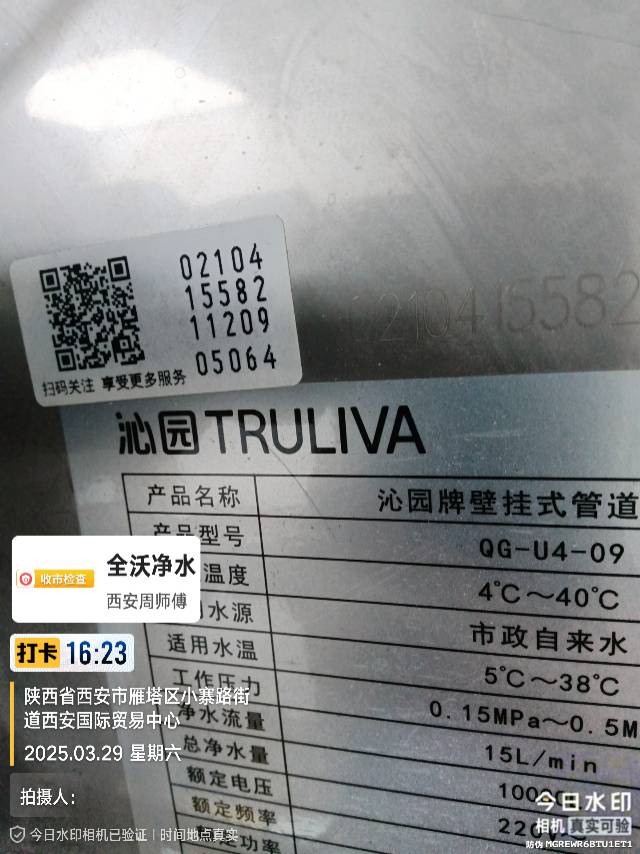 02104
15582
11209
05064
扫码关注 享受更多服务
02104 15582
沁园 TRULIVA
产品名称 沁园牌壁挂式管道
产品型号 QG-U4-09
温度 4℃～40℃
水源 市政自来水
适用水温 5℃～38℃
工作压力 0.15MPa～0.5M
净水流量 15L/min
总净水量 1000
额定电压 220
额定频率
功率
收市检查
全沃净水
西安周师傅
打卡 16:23
陕西省西安市雁塔区小寨路街
道西安国际贸易中心
2025.03.29 星期六
拍摄人:
今日水印相机已验证 | 时间地点真实
今日水印
相机 真实可验
防伪 MGREWR6BTU1ET1